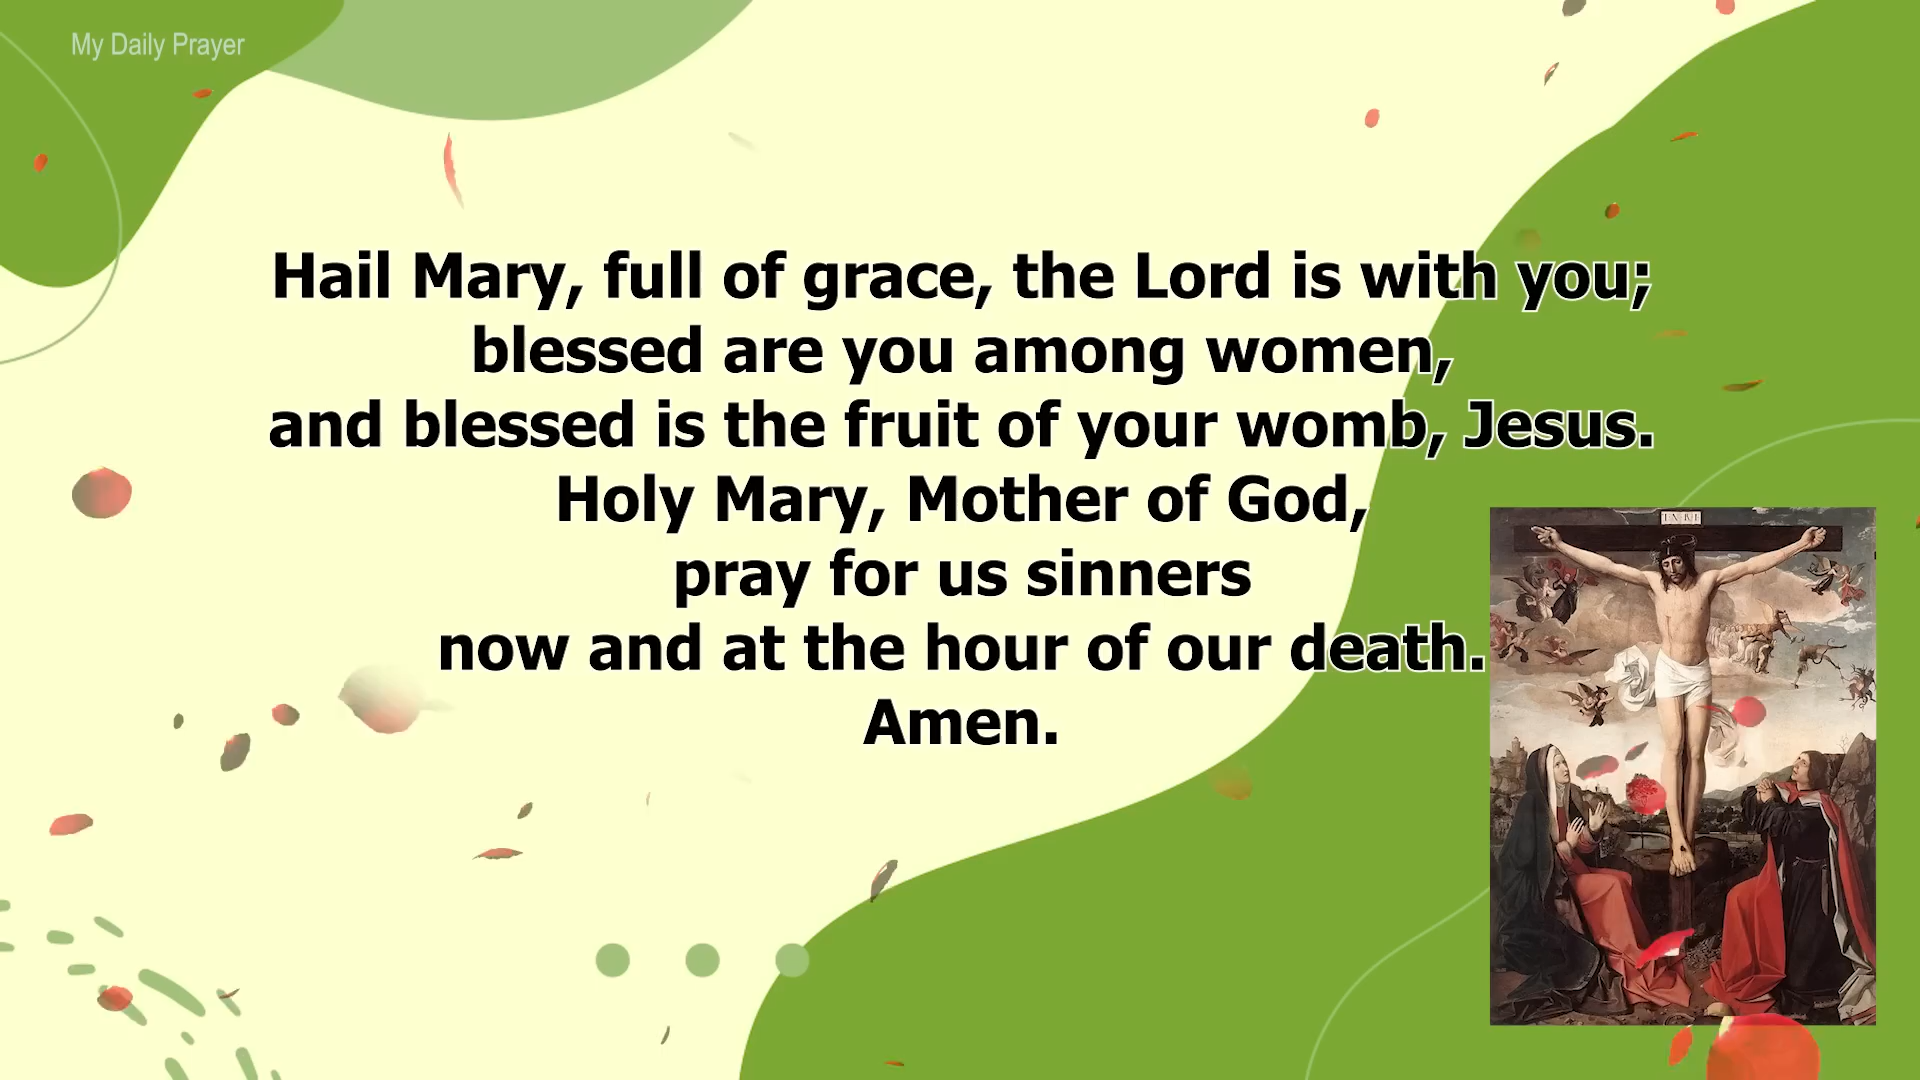 My Daily Prayer
Hail Mary, full of grace, the Lord is with you;
blessed are you among women,
and blessed is the fruit of your womb, Jesus.
Holy Mary, Mother of God,
pray for us sinners
now and at the hour of our death.
Amen.
INRI